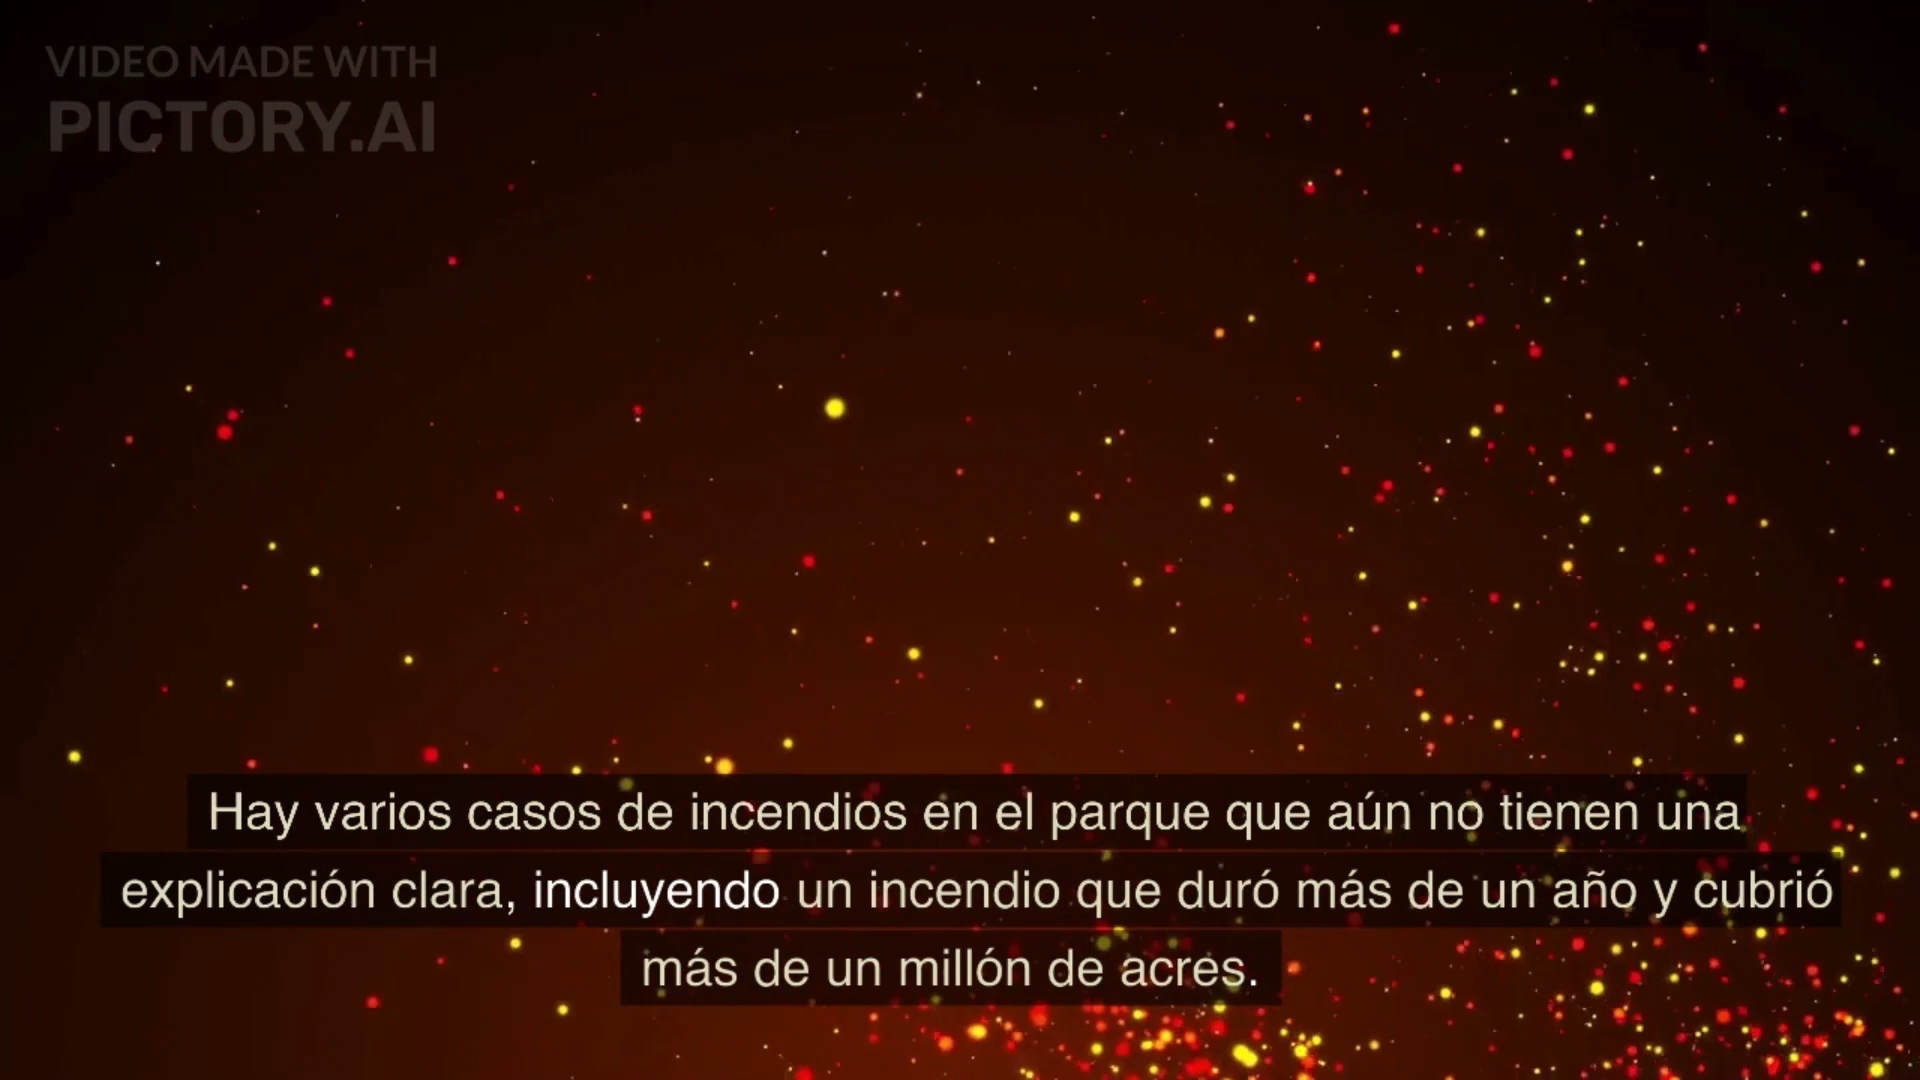 VIDEO MADE WITH
PICTORY.AI
Hay varios casos de incendios en el parque que aún no tienen una
explicación clara, incluyendo un incendio que duró más de un año y cubrió
más de un millón de acres.